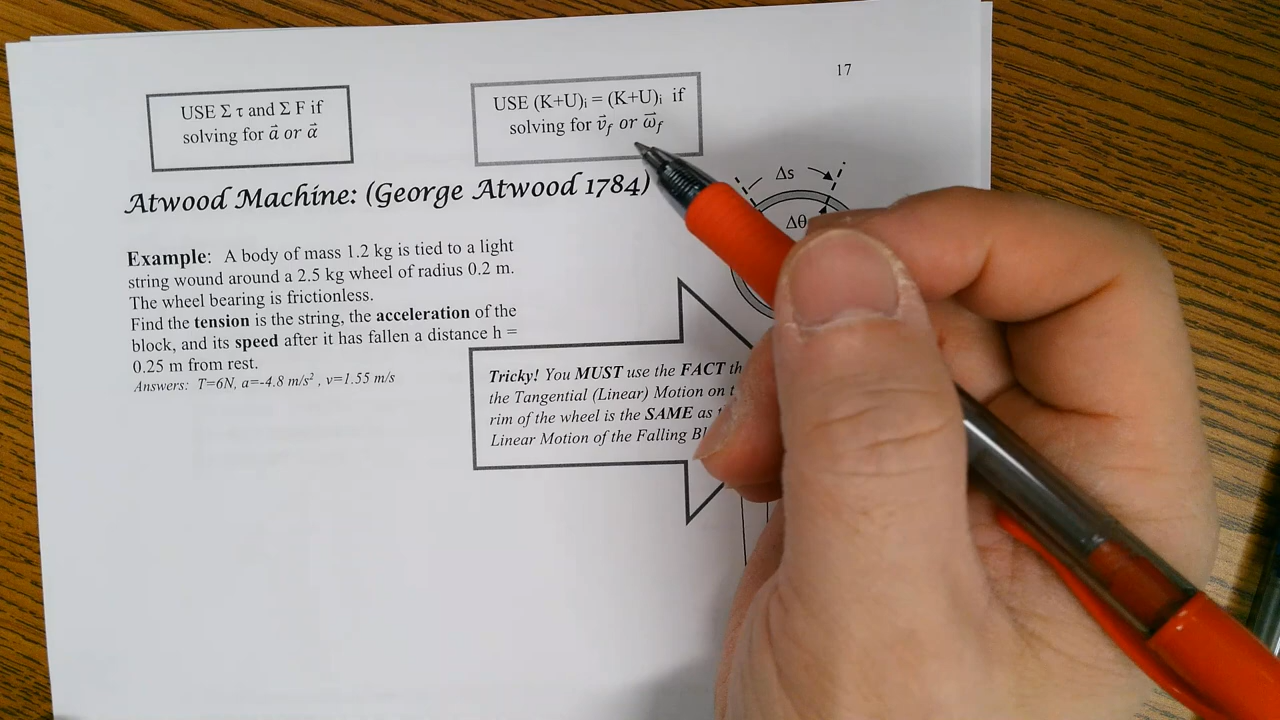 17
USE Σ τ and Σ F if
solving for a⃗ or α⃗
USE (K+U)i = (K+U)i if
solving for v⃗f or ω⃗f
Atwood Machine: (George Atwood 1784)
Δs
Δθ
Example: A body of mass 1.2 kg is tied to a light
string wound around a 2.5 kg wheel of radius 0.2 m.
The wheel bearing is frictionless.
Find the tension is the string, the acceleration of the
block, and its speed after it has fallen a distance h =
0.25 m from rest.
Answers: T=6N, a=-4.8 m/s², v=1.55 m/s
Tricky! You MUST use the FACT th
the Tangential (Linear) Motion on t
rim of the wheel is the SAME as
Linear Motion of the Falling Bl